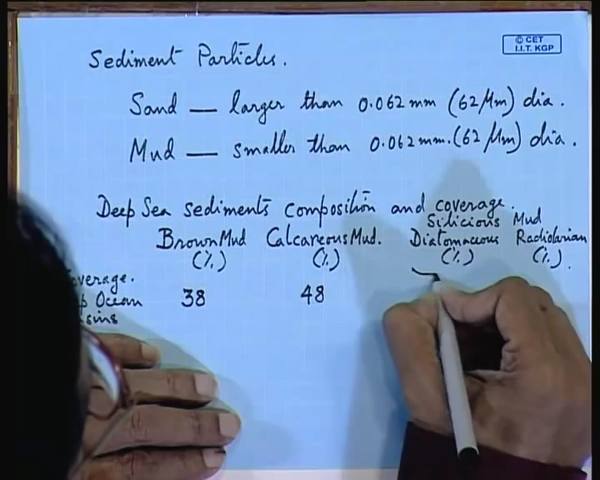 © CET
I.I.T. KGP
Sediment Particles.
Sand — larger than 0.062 mm (62 μm) dia.
Mud — smaller than 0.062 mm. (62 μm) dia.
Deep Sea sediments composition and coverage.
Silicious Mud
Brown Mud Calcareous Mud. Diatomaceous Radiolarian
(%) (%) (%) (%).
Ocean 38 48